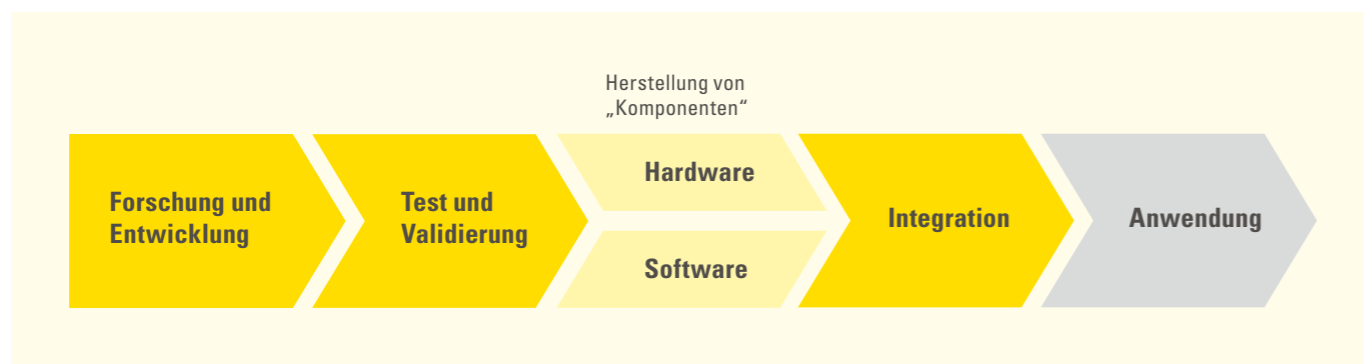 Herstellung von
„Komponenten“
Forschung und
Entwicklung
Test und
Validierung
Hardware
Software
Integration
Anwendung